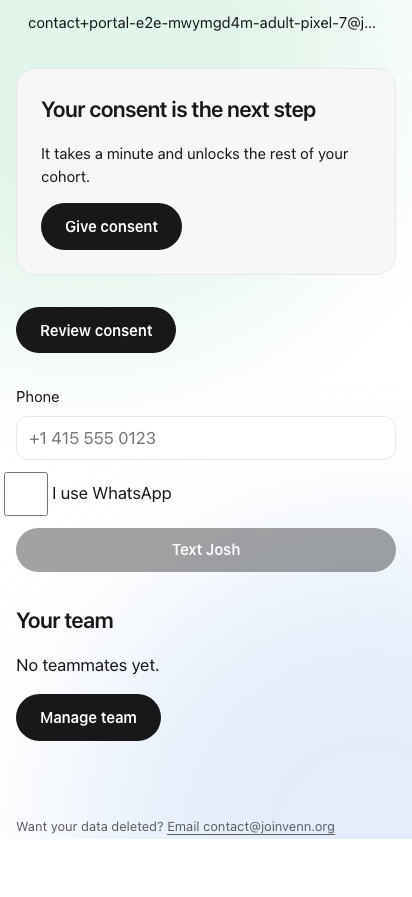 contact+portal-e2e-mwymgd4m-adult-pixel-7@j...
Your consent is the next step
It takes a minute and unlocks the rest of your
cohort.
Give consent
Review consent
Phone
+1 415 555 0123
I use WhatsApp
Text Josh
Your team
No teammates yet.
Manage team
Want your data deleted? Email contact@joinvenn.org